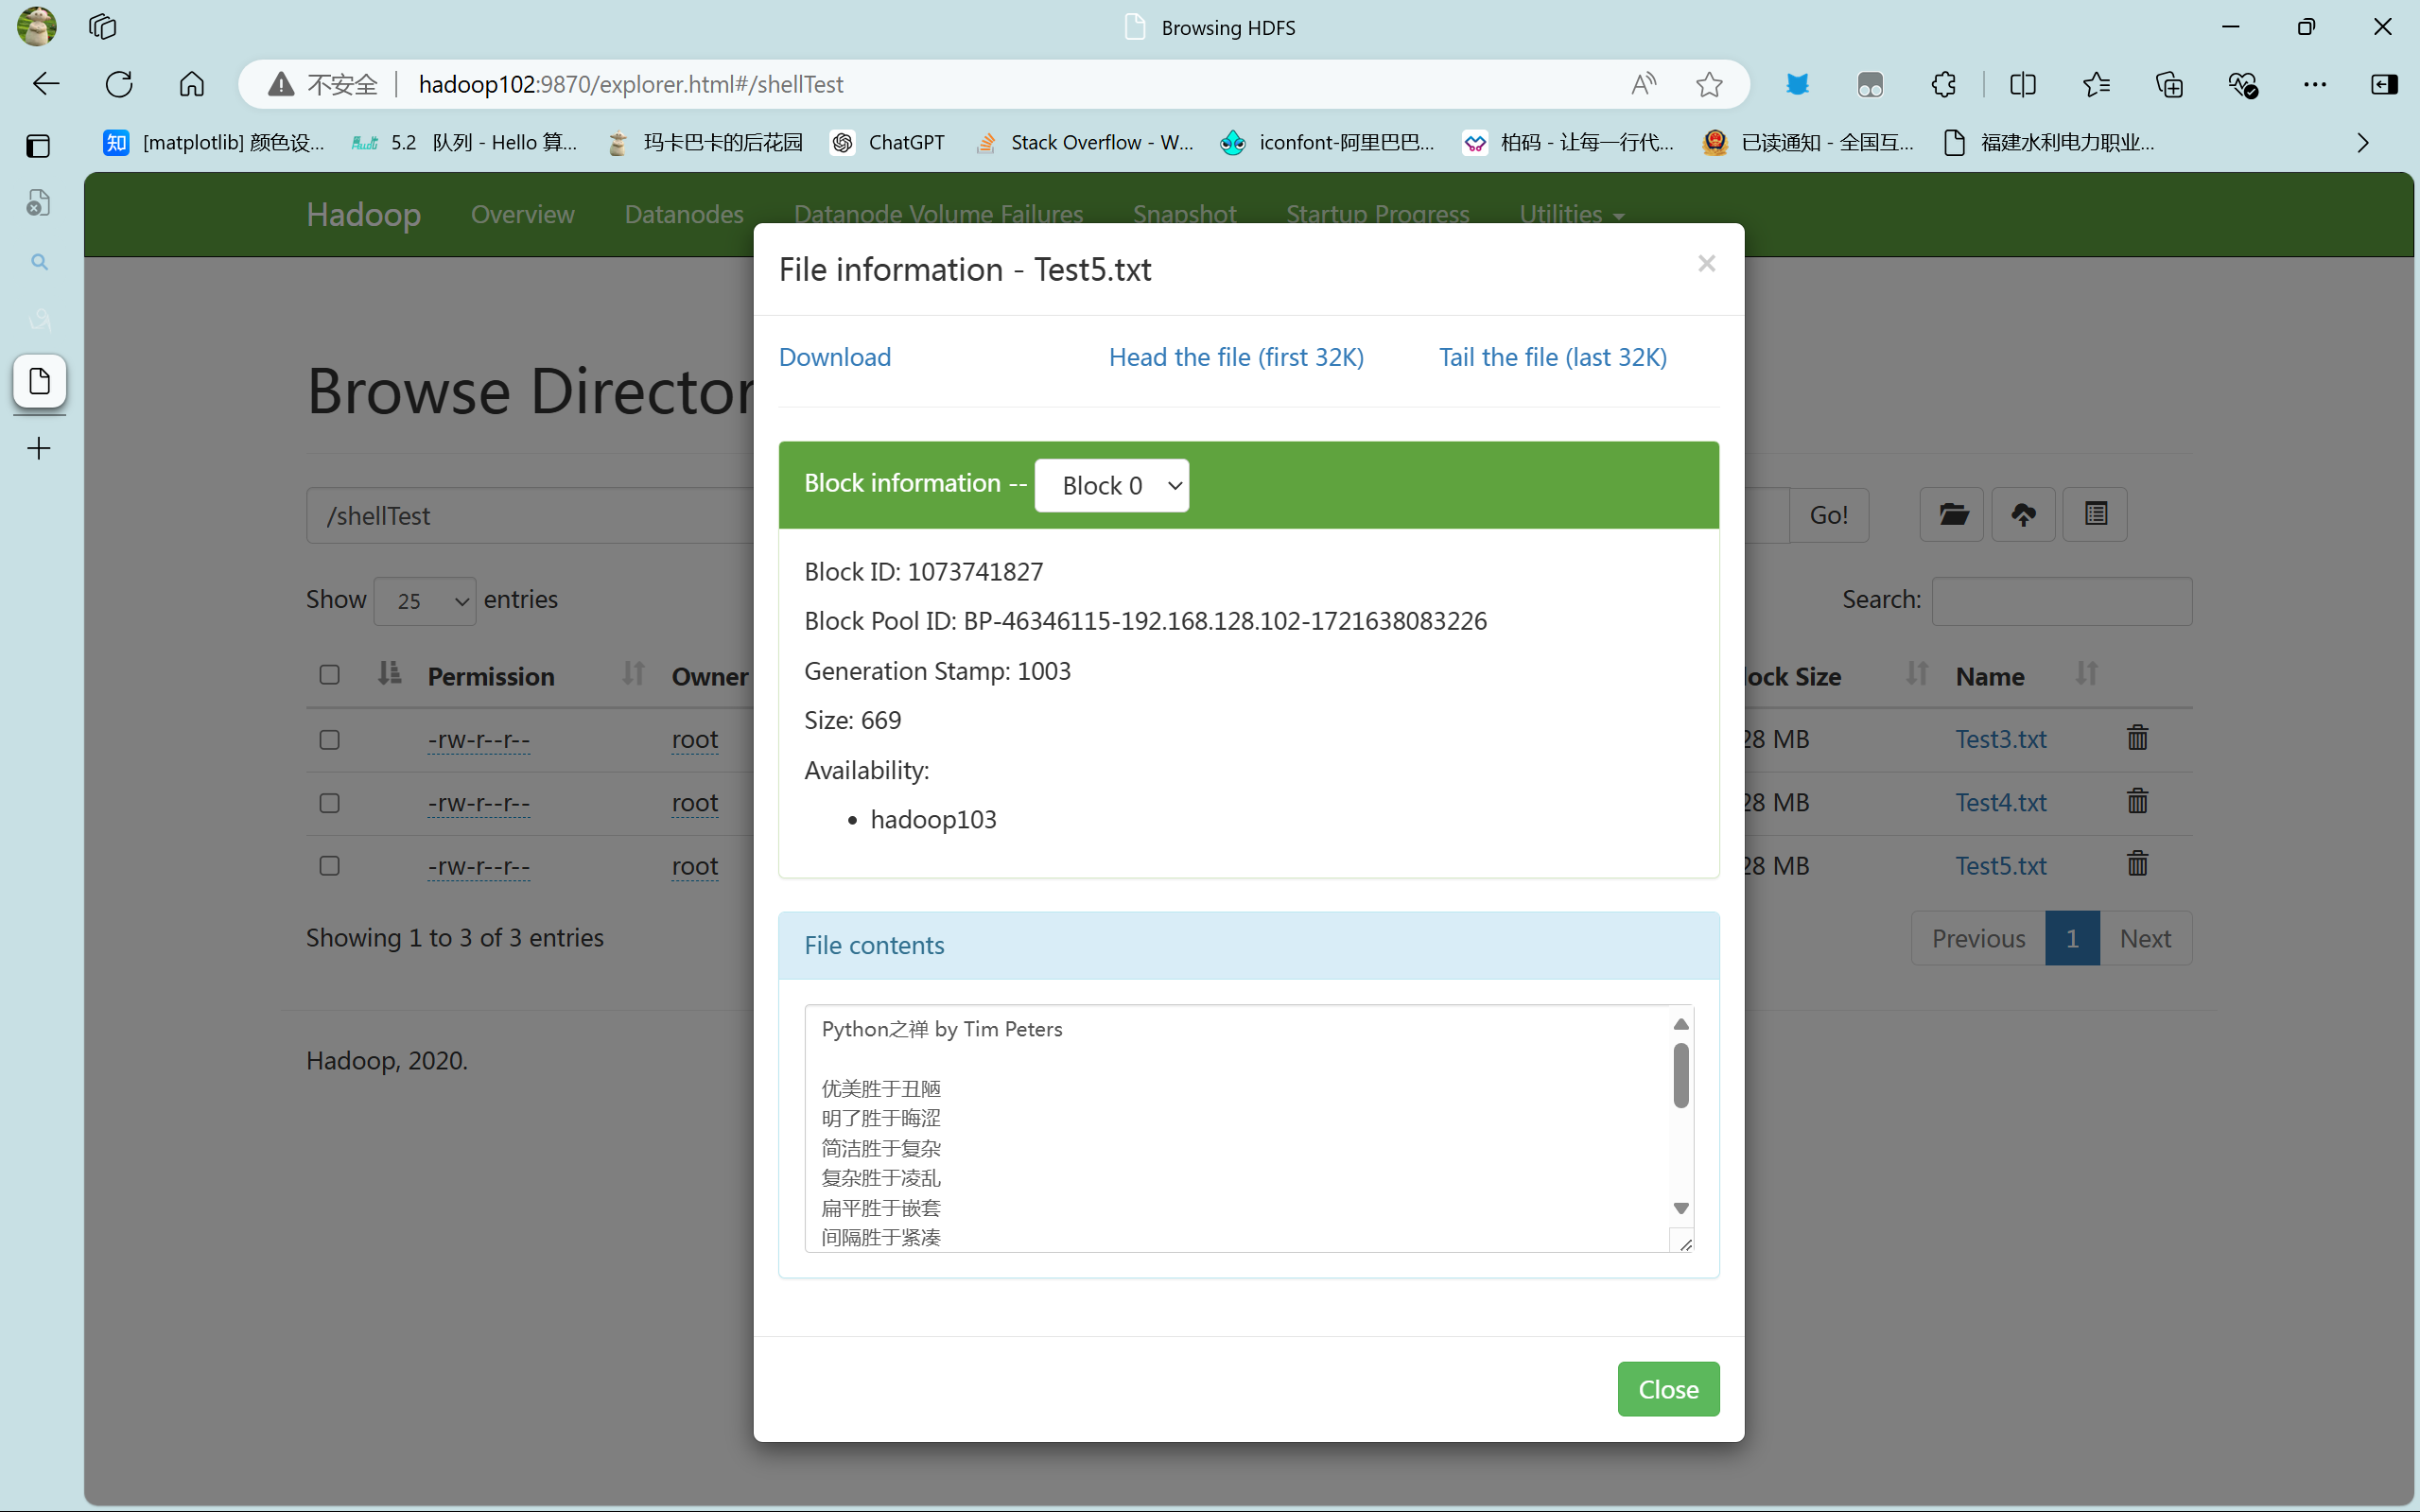 Browsing HDFS
不安全 hadoop102:9870/explorer.html#/shellTest
[matplotlib] 颜色设... 5.2 队列 - Hello 算... 玛卡巴卡的后花园 ChatGPT Stack Overflow - W... iconfont-阿里巴巴... 柏码 - 让每一行代... 已读通知 - 全国互... 福建水利电力职业...
Hadoop Overview Datanodes Datanode Volume Failures Snapshot Startup Progress Utilities
File information - Test5.txt
Download Head the file (first 32K) Tail the file (last 32K)
Browse Director
Block information -- Block 0
/shellTest Go!
Block ID: 1073741827
Show 25 entries Search:
Block Pool ID: BP-46346115-192.168.128.102-1721638083226
Generation Stamp: 1003
Permission Owner lock Size Name
Size: 669
-rw-r--r-- root 28 MB Test3.txt
Availability:
-rw-r--r-- root 28 MB Test4.txt
hadoop103
-rw-r--r-- root 28 MB Test5.txt
Showing 1 to 3 of 3 entries
Previous 1 Next
File contents
Python之禅 by Tim Peters
优美胜于丑陋
明了胜于晦涩
简洁胜于复杂
复杂胜于凌乱
扁平胜于嵌套
间隔胜于紧凑
Hadoop, 2020.
Close